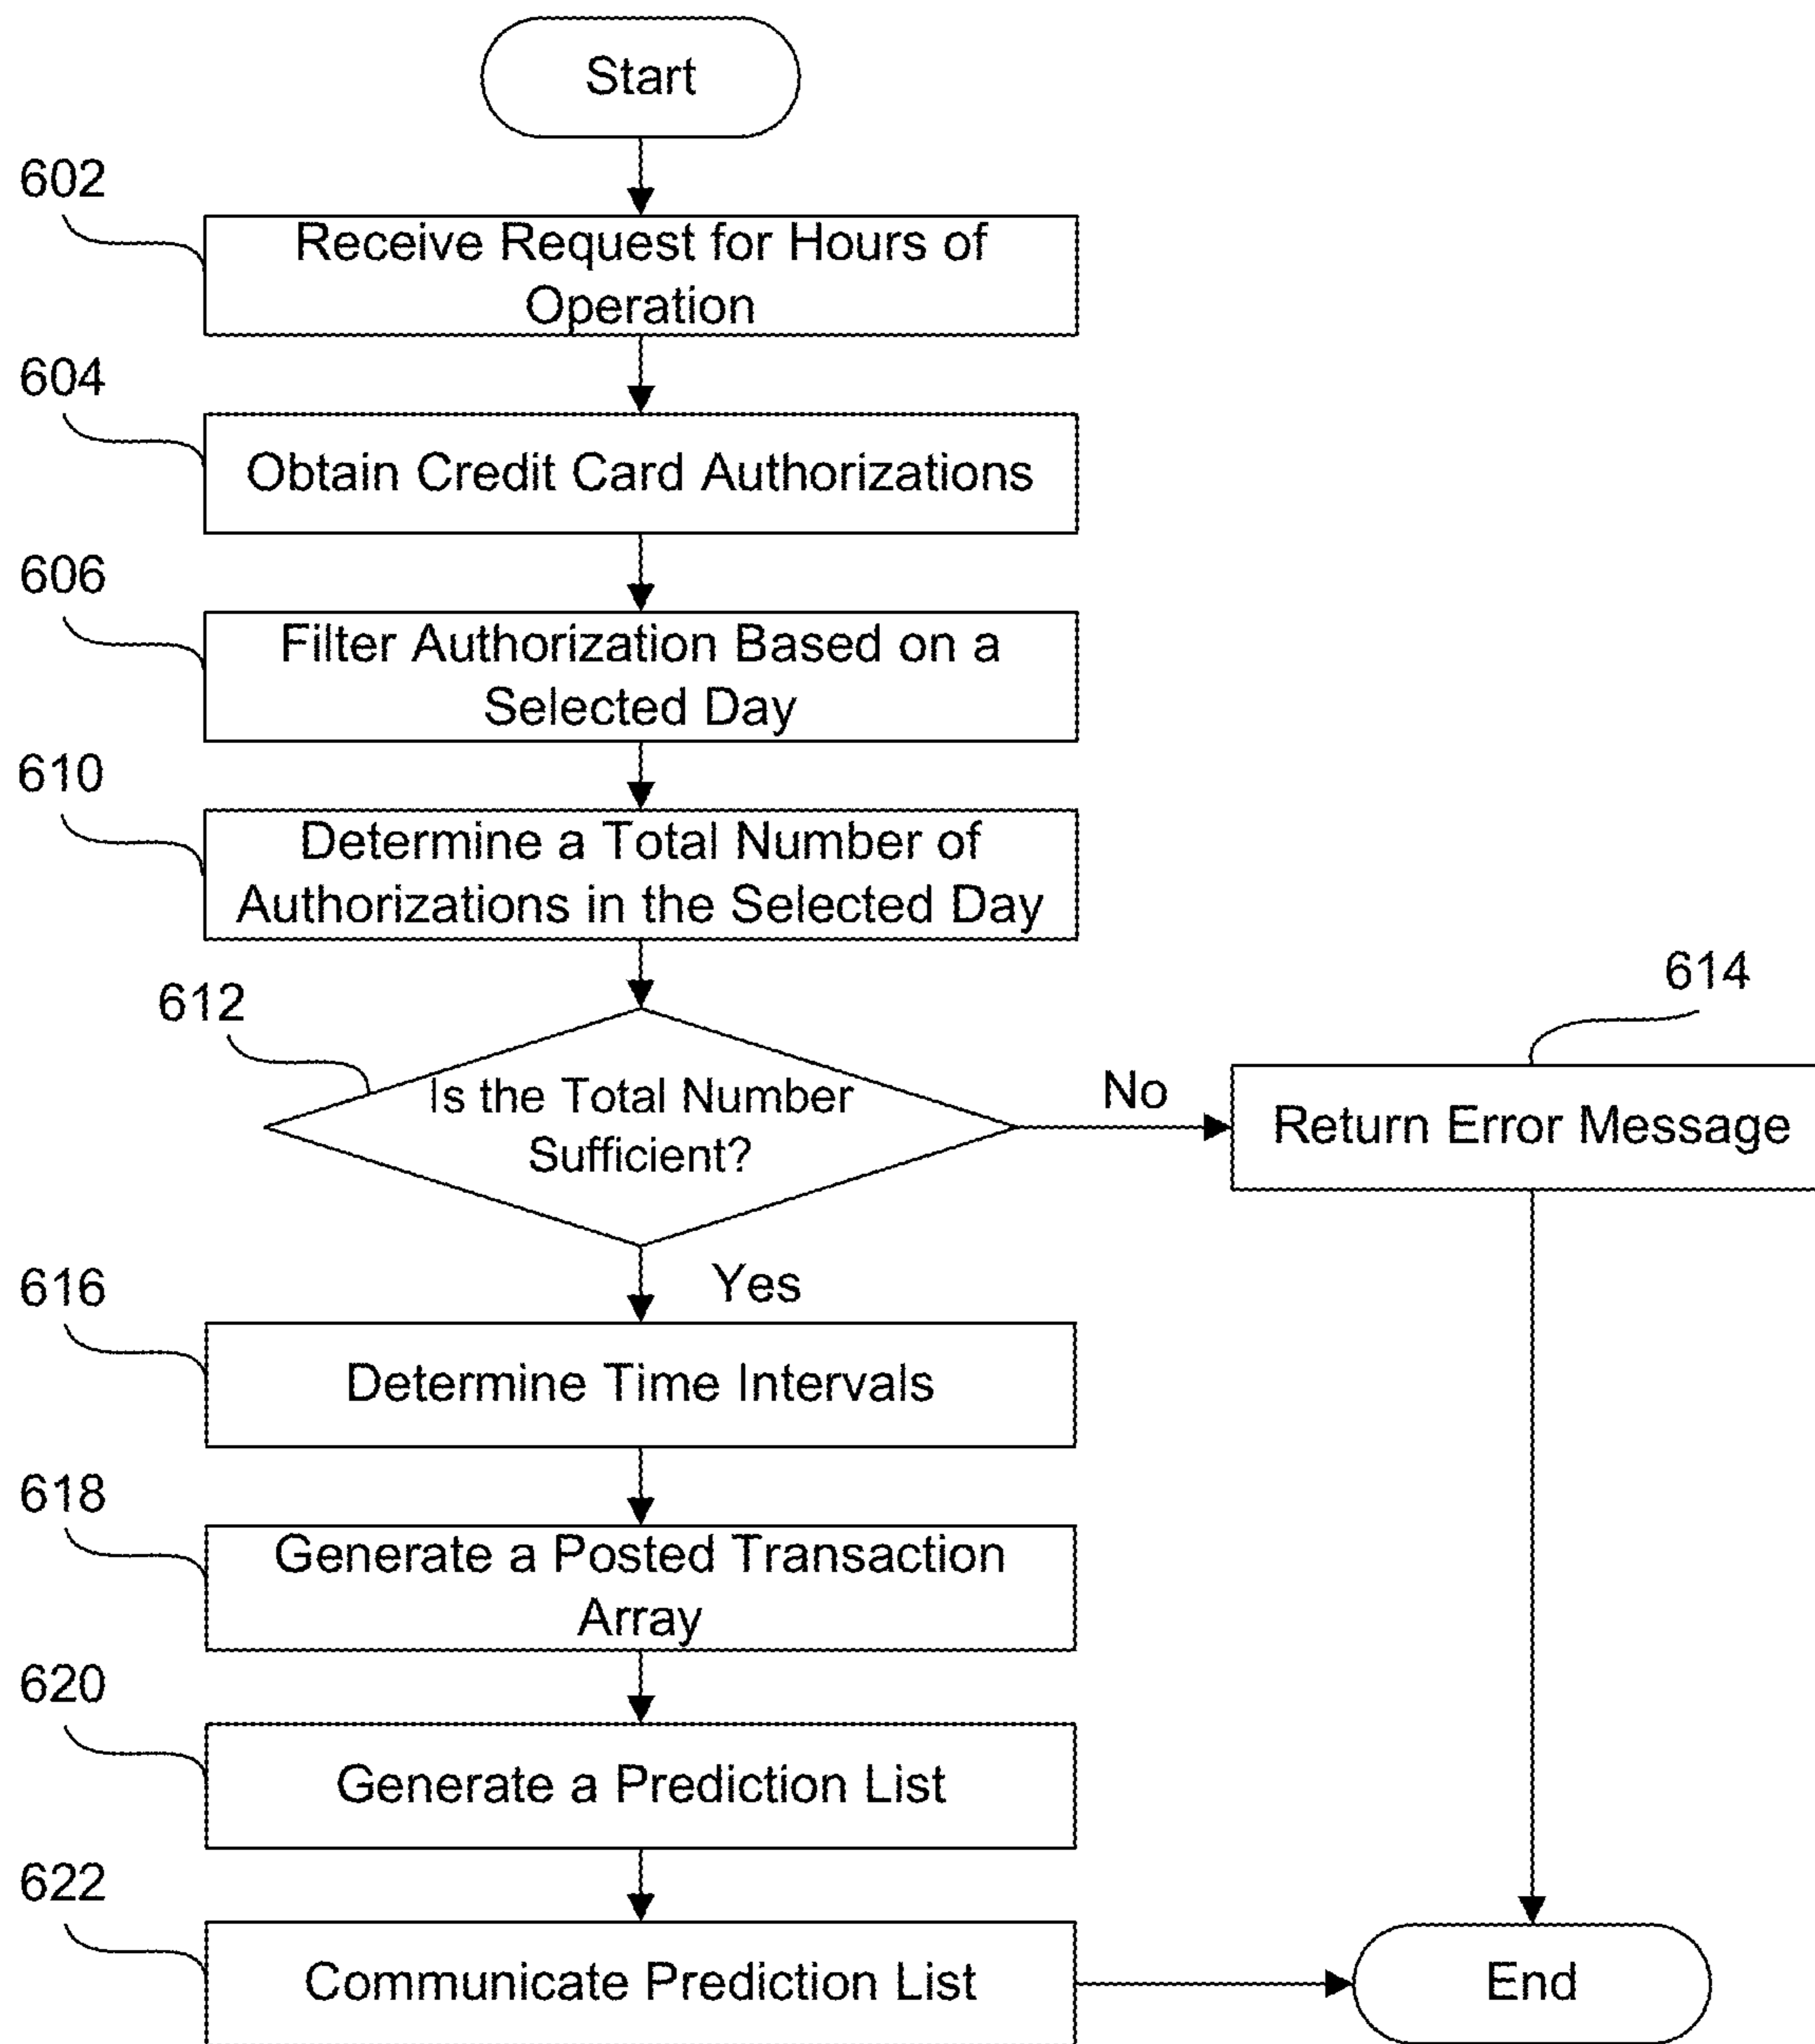 Start
602
Receive Request for Hours of
Operation
604
Obtain Credit Card Authorizations
606
Filter Authorization Based on a
Selected Day
610
Determine a Total Number of
Authorizations in the Selected Day
612
Is the Total Number
Sufficient?
No
614
Return Error Message
Yes
616
Determine Time Intervals
618
Generate a Posted Transaction
Array
620
Generate a Prediction List
622
Communicate Prediction List
End